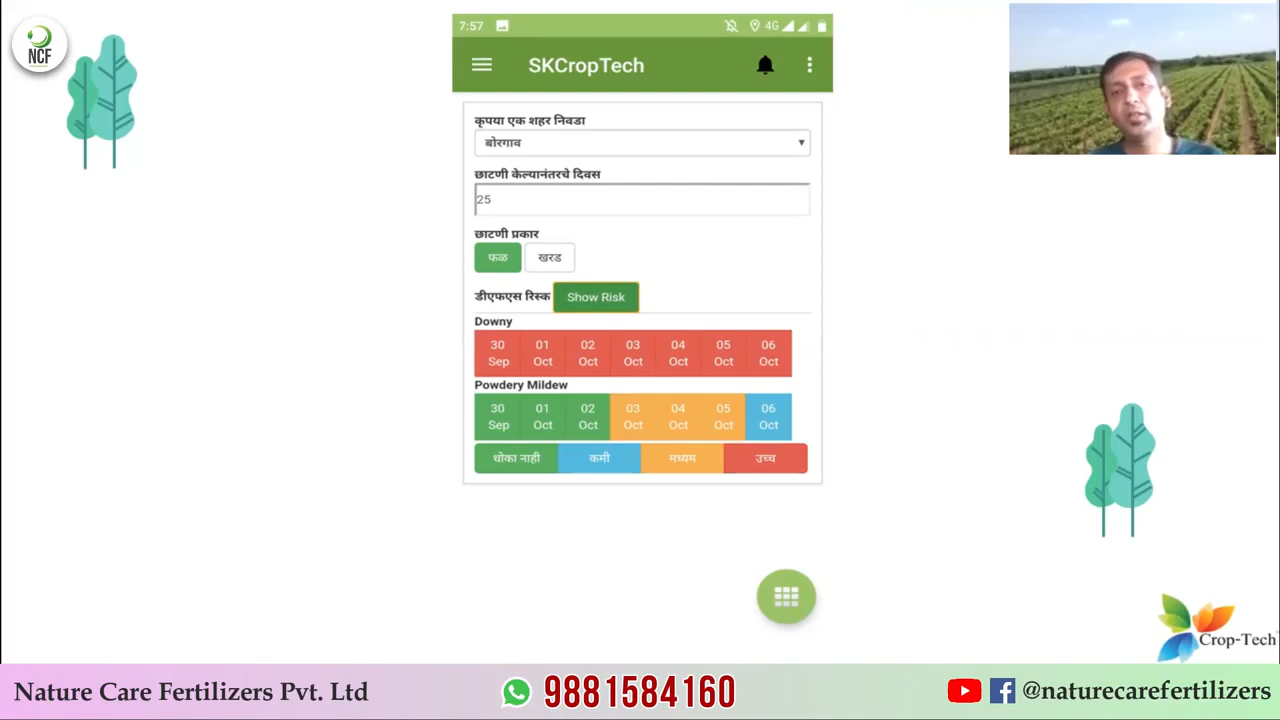 NCF
7:57
4G
SKCropTech
कृपया एक शहर निवडा
बोरगाव
छाटणी केल्यानंतरचे दिवस
25
छाटणी प्रकार
फळ
खरड
डीएफएस रिस्क
Show Risk
Downy
30 Sep 01 Oct 02 Oct 03 Oct 04 Oct 05 Oct 06 Oct
Powdery Mildew
30 Sep 01 Oct 02 Oct 03 Oct 04 Oct 05 Oct 06 Oct
धोका नाही कमी मध्यम उच्च
Crop-Tech
Nature Care Fertilizers Pvt. Ltd
9881584160
@naturecarefertilizers